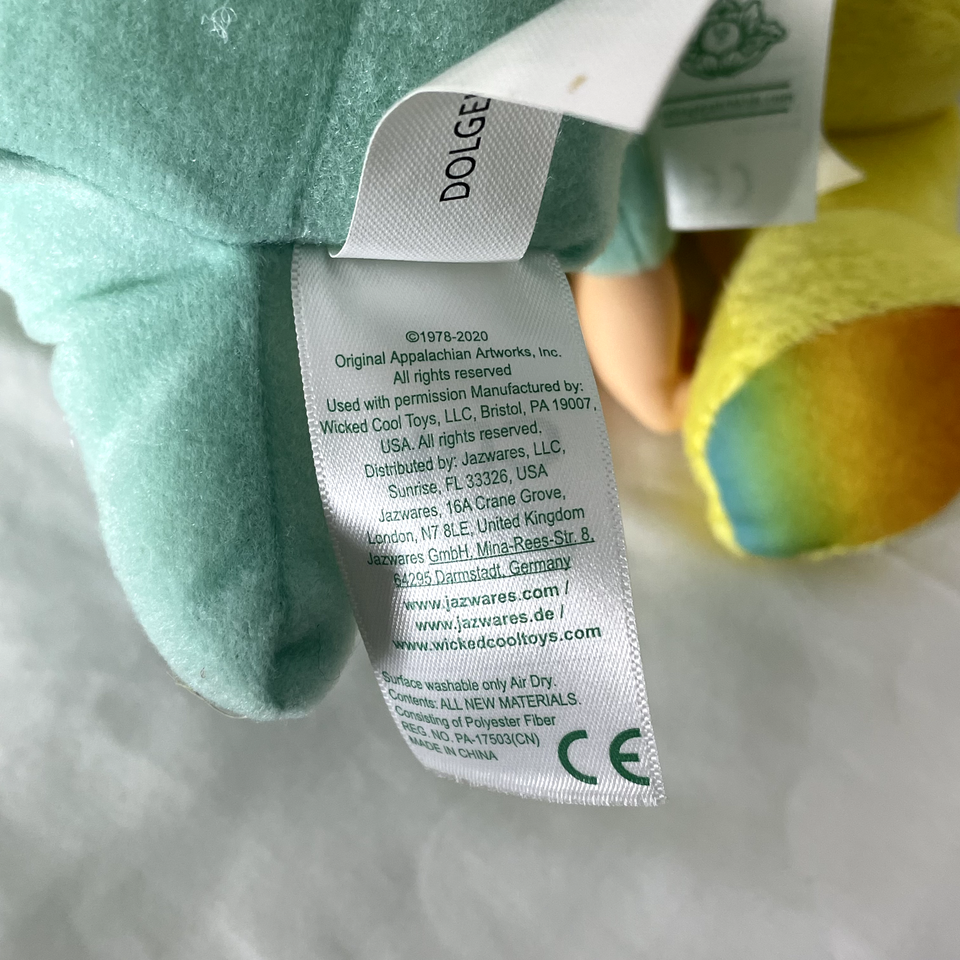 DOLGE
©1978-2020
Original Appalachian Artworks, Inc.
All rights reserved
Used with permission Manufactured by:
Wicked Cool Toys, LLC, Bristol, PA 19007,
USA. All rights reserved.
Distributed by: Jazwares, LLC,
Sunrise, FL 33326, USA
Jazwares, 16A Crane Grove,
London, N7 8LE, United Kingdom
Jazwares GmbH, Mina-Rees-Str. 8,
64295 Darmstadt, Germany
www.jazwares.com /
www.jazwares.de /
www.wickedcooltoys.com
Surface washable only Air Dry.
Contents: ALL NEW MATERIALS.
Consisting of Polyester Fiber
REG. NO. PA-17503(CN)
MADE IN CHINA
CE